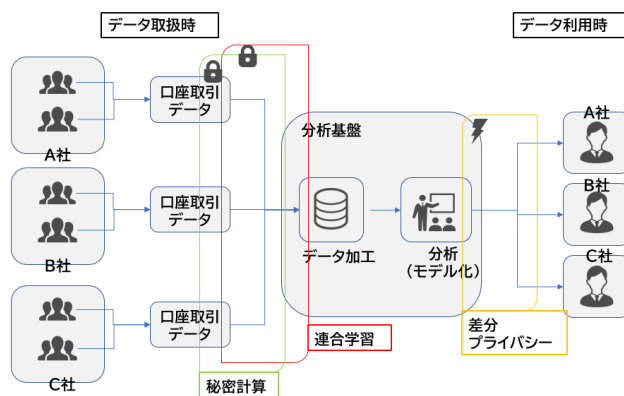 データ取扱時
データ利用時
A社
B社
C社
口座取引
データ
口座取引
データ
口座取引
データ
分析基盤
データ加工
分析
(モデル化)
A社
B社
C社
連合学習
秘密計算
差分
プライバシー